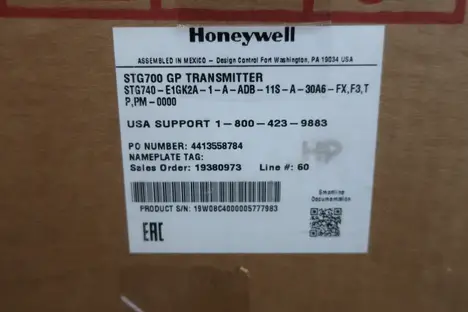 Honeywell
ASSEMBLED IN MEXICO - Design Control Fort Washington, PA 19034 USA
STG700 GP TRANSMITTER
STG740-E1GK2A-1-A-ADB-11S-A-30A6-FX,F3,T
P,PM-0000
USA SUPPORT 1-800-423-9883
PO NUMBER: 4413558784
NAMEPLATE TAG:
HP
Sales Order: 19380973 Line #: 60
Smartline
Documentation
PRODUCT S/N: 19W08C4000005777983
EAC